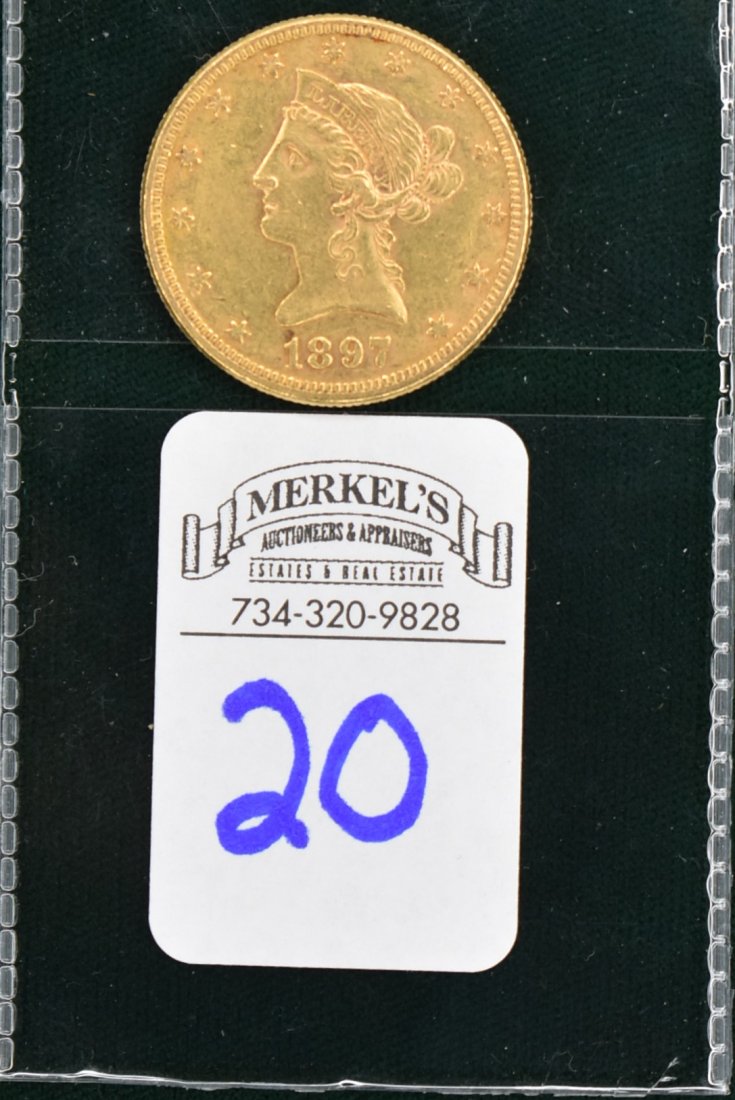 LIBERTY
1897
MERKEL'S
AUCTIONEERS & APPRAISERS
ESTATES & REAL ESTATE
734-320-9828
20